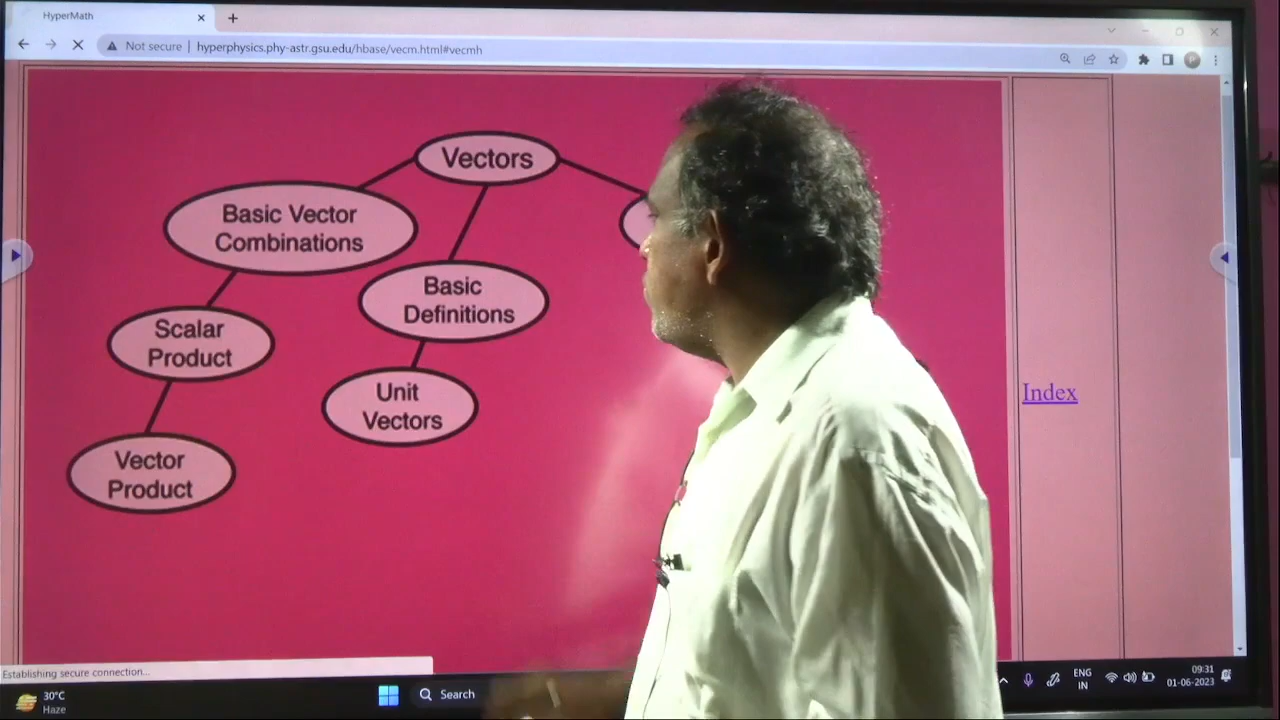 HyperMath
Not secure | hyperphysics.phy-astr.gsu.edu/hbase/vecm.html#vecmh
Vectors
Basic Vector
Combinations
Basic
Definitions
Scalar
Product
Unit
Vectors
Vector
Product
Index
Establishing secure connection...
30°C
Haze
Search
ENG
IN
09:31
01-06-2023